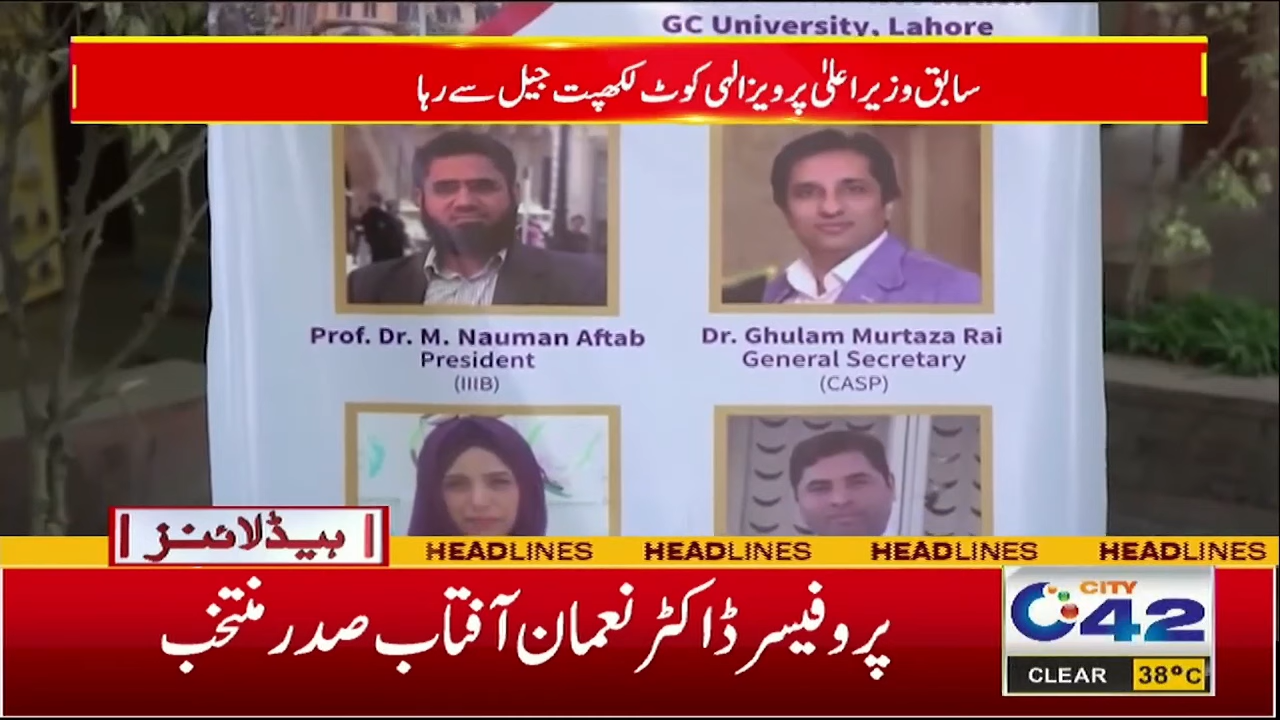 GC University, Lahore
سابق وزیراعلیٰ پرویزالہی کوٹ لکھپت جیل سے رہا
Prof. Dr. M. Nauman Aftab
President
(IIIB)
Dr. Ghulam Murtaza Rai
General Secretary
(CASP)
ہیڈلائنز
HEADLINES HEADLINES HEADLINES HEADLINES
پروفیسر ڈاکٹر نعمان آفتاب صدر منتخب
CITY
42
CLEAR 38°C